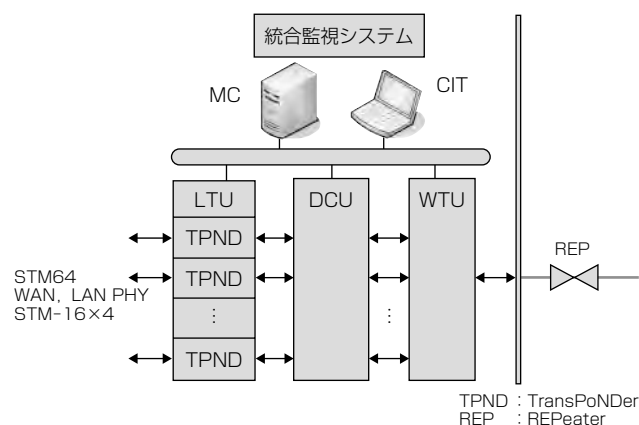 統合監視システム
MC
CIT
LTU
DCU
WTU
TPND
TPND
⋮
⋮
TPND
STM64
WAN, LAN PHY
STM-16×4
REP
TPND : TransPoNDer
REP : REPeater